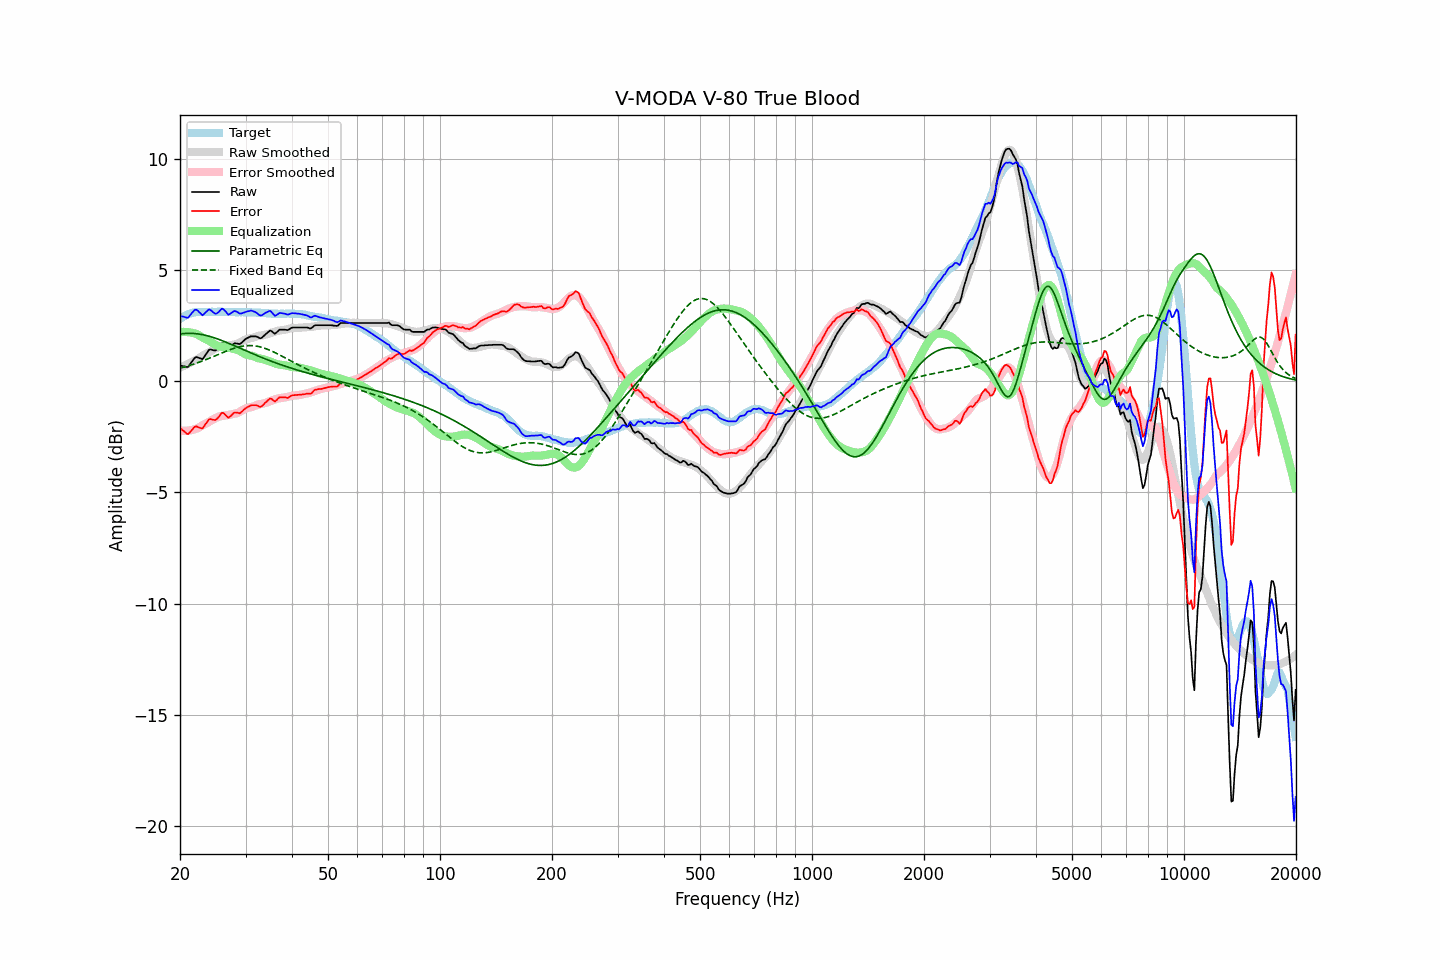 V-MODA V-80 True Blood
Target
Raw Smoothed
Error Smoothed
Raw
Error
Equalization
Parametric Eq
Fixed Band Eq
Equalized
10
5
0
−5
−10
−15
−20
Amplitude (dBr)
20 50 100 200 500 1000 2000 5000 10000 20000
Frequency (Hz)